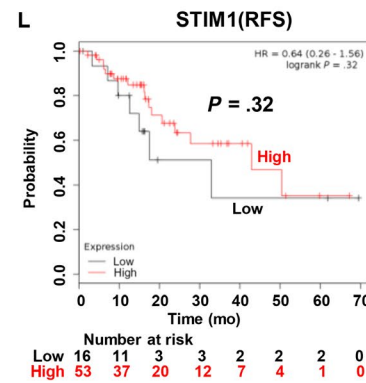 L
STIM1(RFS)
HR = 0.64 (0.26 - 1.56)
logrank P = .32
P = .32
High
Low
Probability
1.0
0.8
0.6
0.4
0.2
0.0
Expression
Low
High
0 10 20 30 40 50 60 70
Time (mo)
Number at risk
Low 16 11 3 3 2 2 2 0
High 53 37 20 12 7 4 1 0